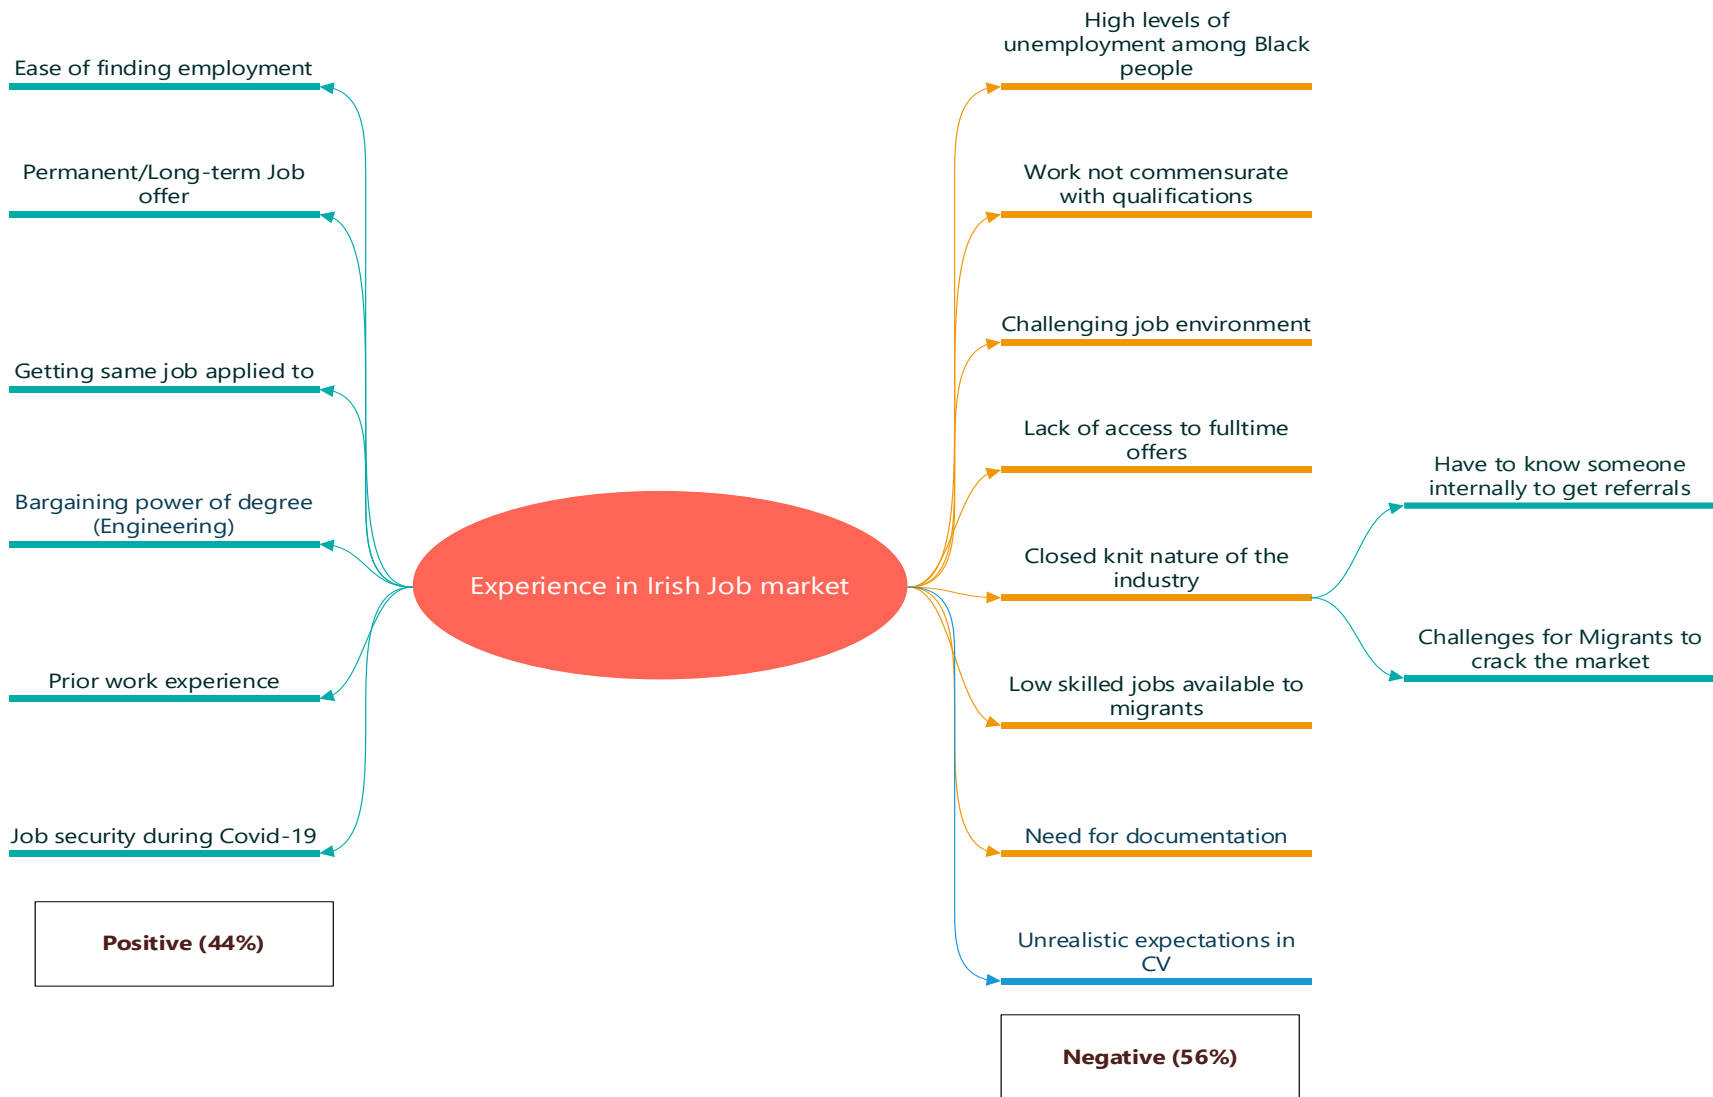 Ease of finding employment
Permanent/Long-term Job
offer
Getting same job applied to
Bargaining power of degree
(Engineering)
Prior work experience
Job security during Covid-19
Positive (44%)
Experience in Irish Job market
High levels of
unemployment among Black
people
Work not commensurate
with qualifications
Challenging job environment
Lack of access to fulltime
offers
Closed knit nature of the
industry
Low skilled jobs available to
migrants
Need for documentation
Unrealistic expectations in
CV
Negative (56%)
Have to know someone
internally to get referrals
Challenges for Migrants to
crack the market